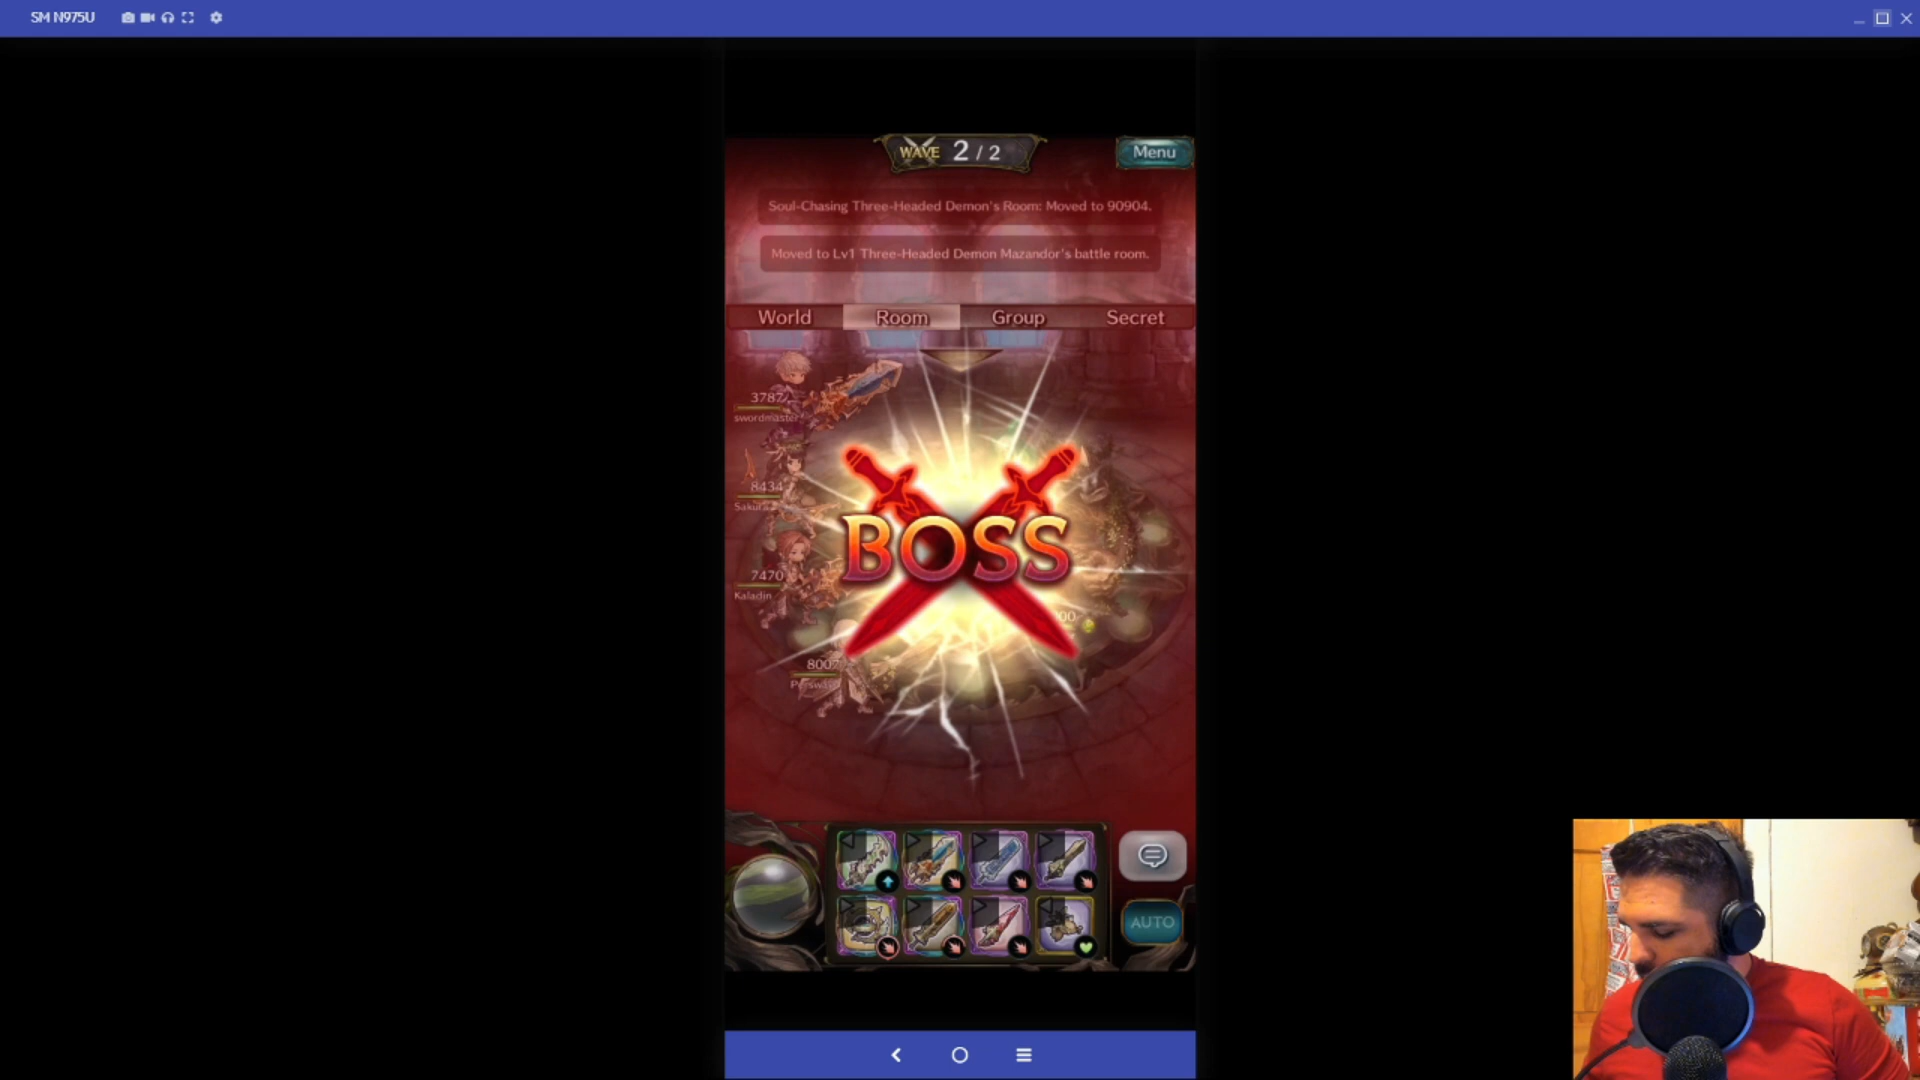 SM N975U
WAVE 2 / 2
Menu
Soul-Chasing Three-Headed Demon's Room: Moved to 90904.
Moved to Lv1 Three-Headed Demon Mazandor's battle room.
World Room Group Secret
3787
swordmaster
8434
Sakura
BOSS
7470
Kaladin
8007
AUTO